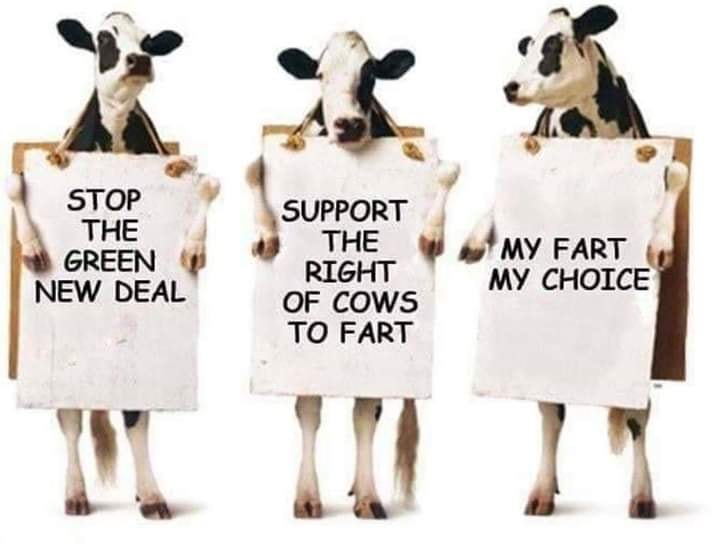 STOP
THE
GREEN
NEW DEAL
SUPPORT
THE
RIGHT
OF COWS
TO FART
MY FART
MY CHOICE